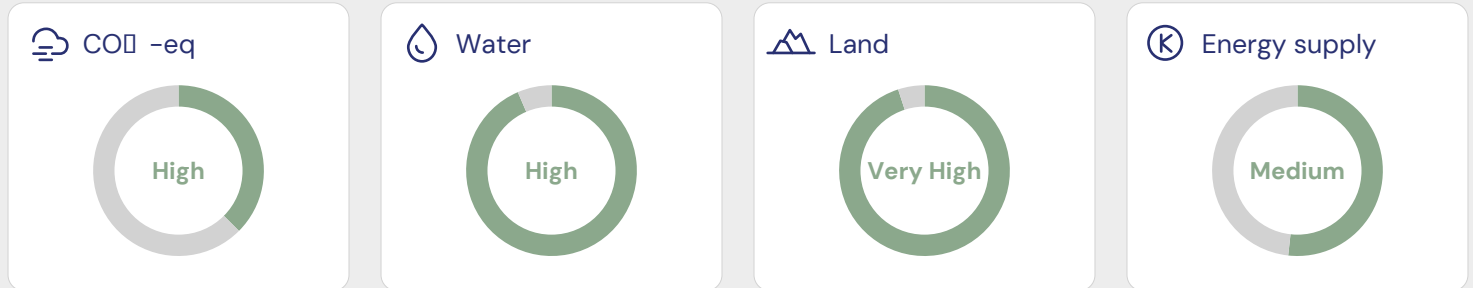 CO▯ -eq
High
Water
High
Land
Very High
Energy supply
Medium